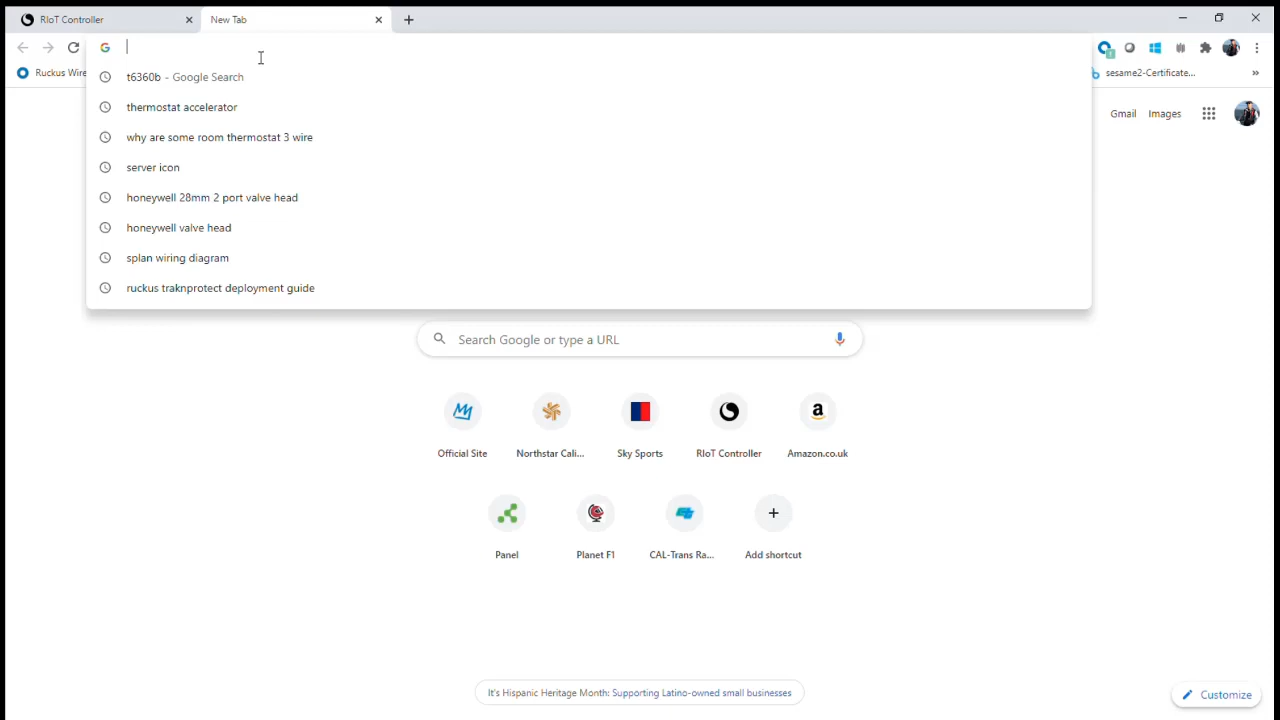 RIoT Controller
New Tab
Ruckus Wire
sesame2-Certificate...
t6360b - Google Search
thermostat accelerator
why are some room thermostat 3 wire
server icon
honeywell 28mm 2 port valve head
honeywell valve head
splan wiring diagram
ruckus traknprotect deployment guide
Gmail Images
Search Google or type a URL
Official Site Northstar Cali... Sky Sports RIoT Controller Amazon.co.uk
Panel Planet F1 CAL-Trans Ra... Add shortcut
It's Hispanic Heritage Month: Supporting Latino-owned small businesses
Customize